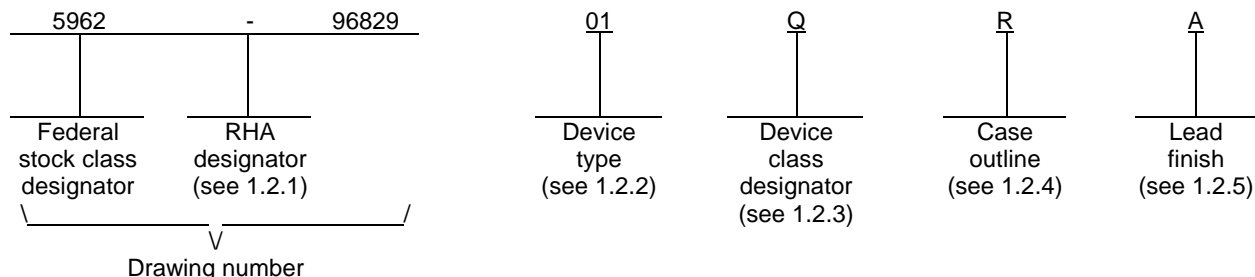 5962 - 96829 01 Q R A
Federal stock class designator
RHA designator (see 1.2.1)
Device type (see 1.2.2)
Device class designator (see 1.2.3)
Case outline (see 1.2.4)
Lead finish (see 1.2.5)
Drawing number